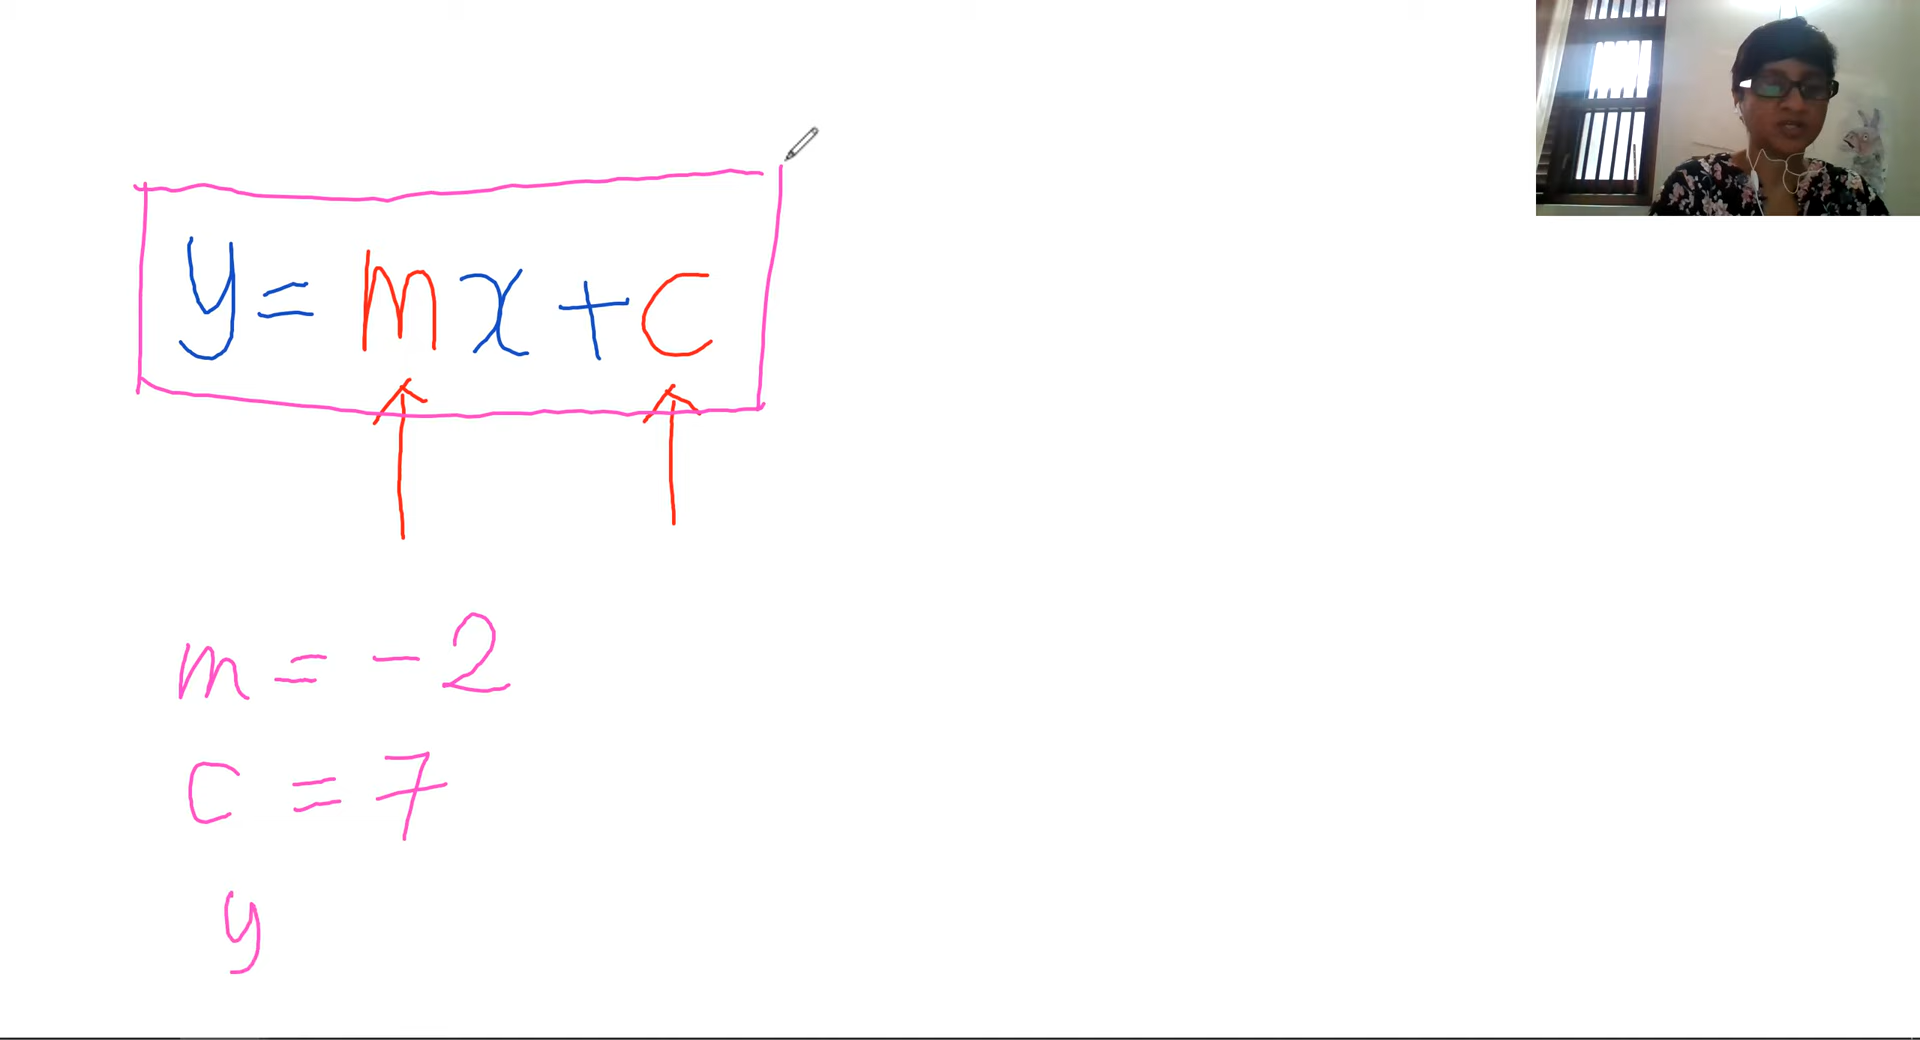 y = mx + c
m = -2
c = 7
y